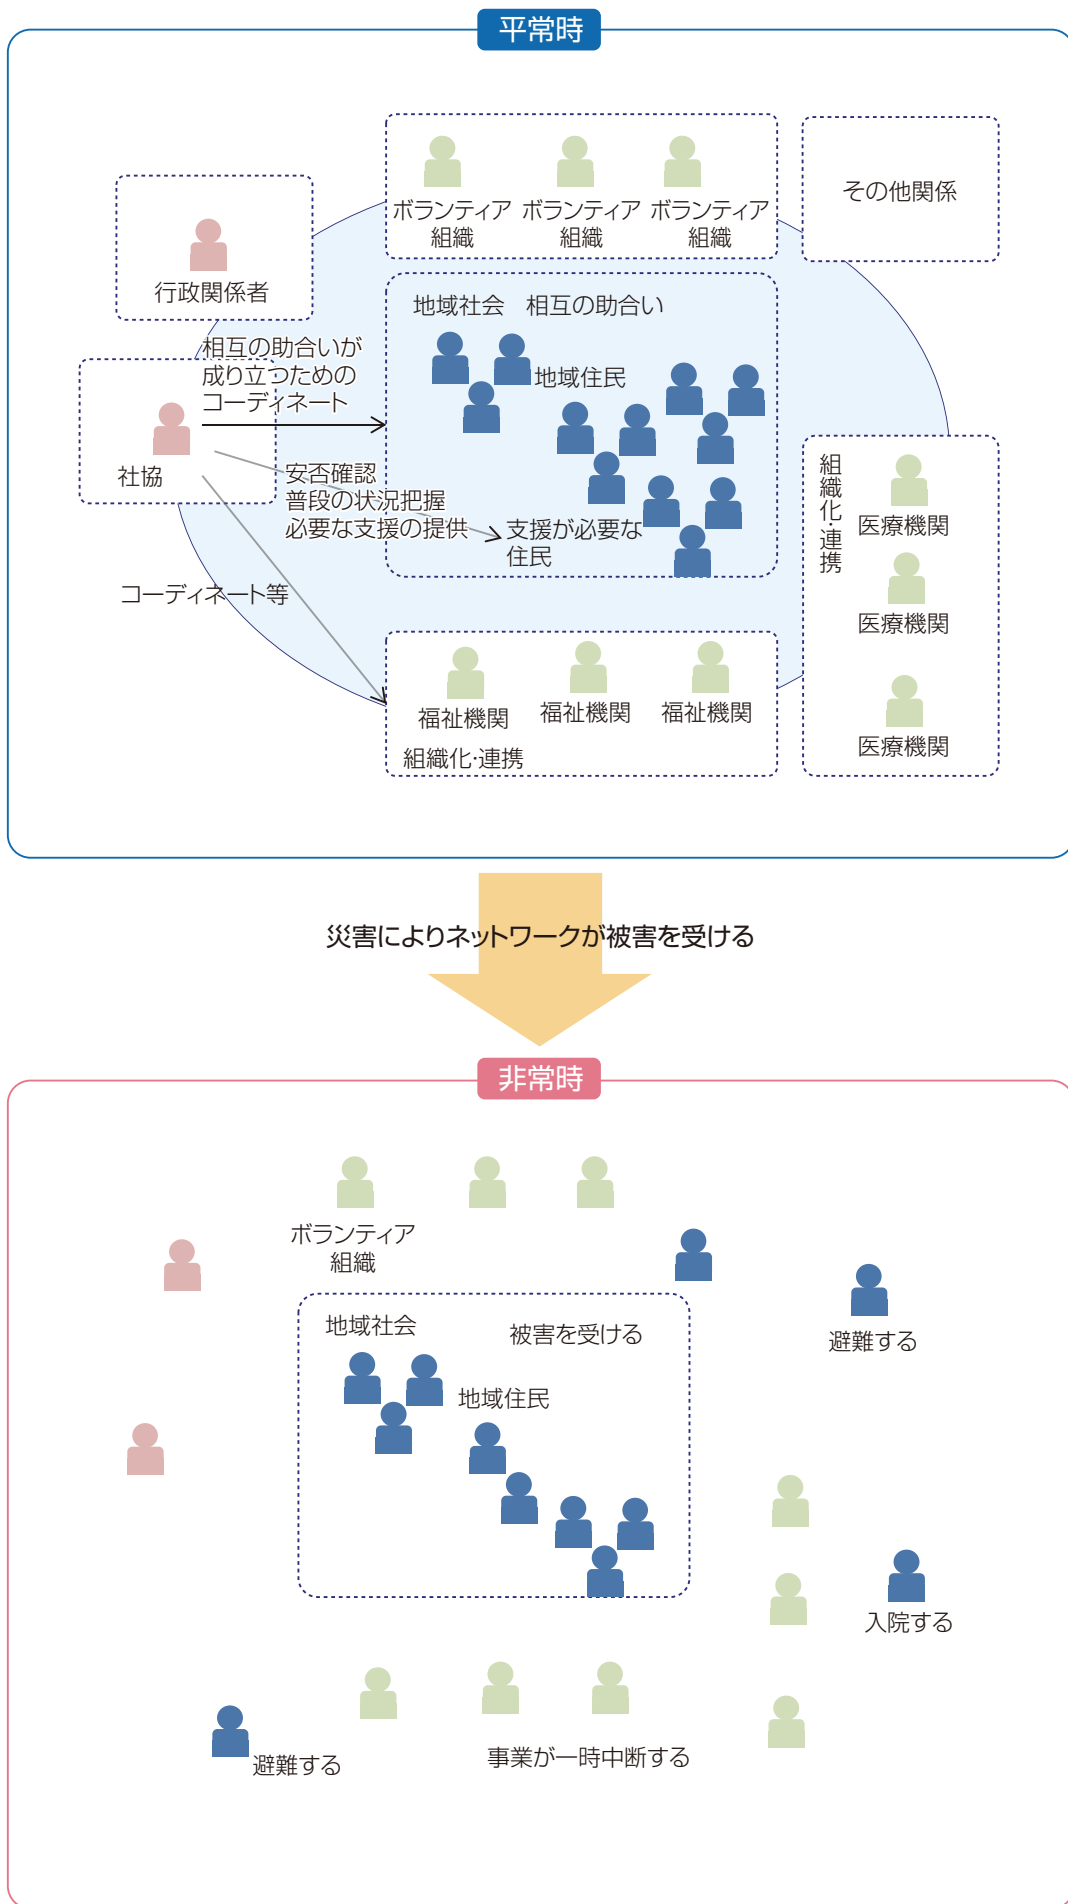 平常時
ボランティア
組織
ボランティア
組織
ボランティア
組織
その他関係
行政関係者
地域社会　相互の助合い
相互の助合いが
成り立つための
コーディネート
地域住民
社協
安否確認
普段の状況把握
必要な支援の提供
支援が必要な
住民
組織化・連携
医療機関
医療機関
医療機関
コーディネート等
福祉機関
福祉機関
福祉機関
組織化・連携
災害によりネットワークが被害を受ける
非常時
ボランティア
組織
地域社会
被害を受ける
避難する
地域住民
入院する
避難する
事業が一時中断する